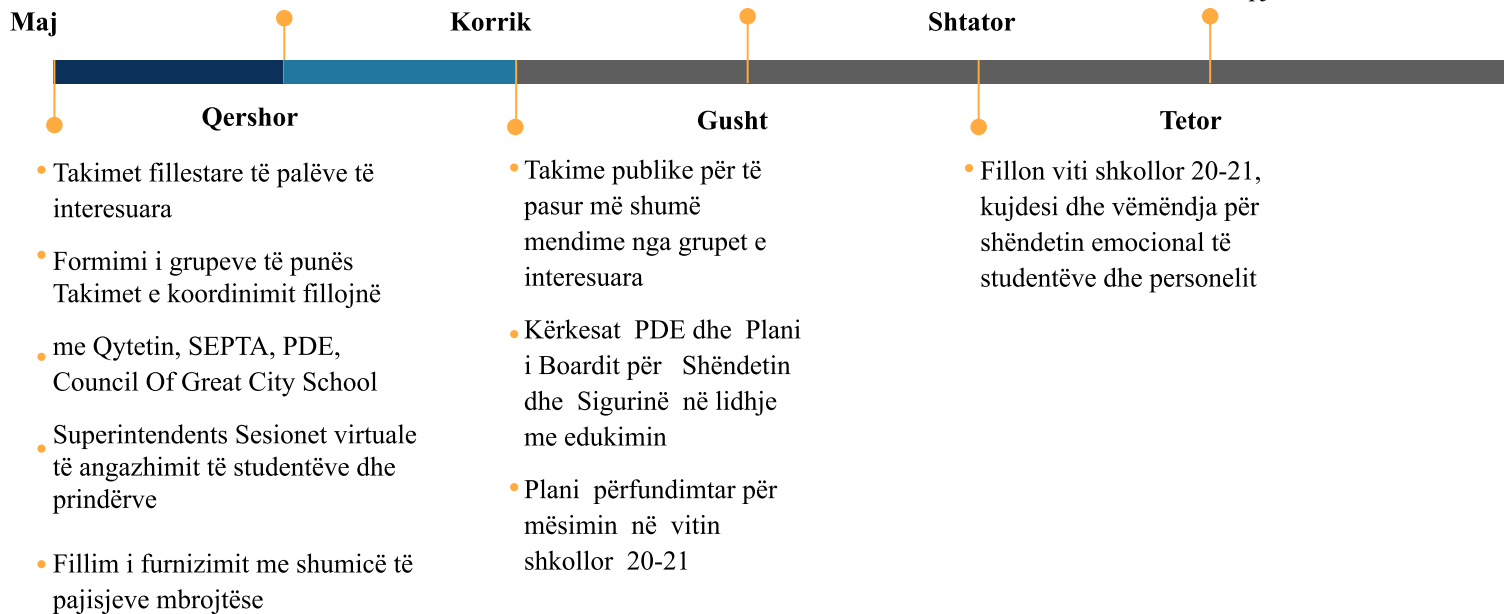 Maj
Korrik
Shtator
Qershor
Gusht
Tetor
Takimet fillestare të palëve të
interesuara
Formimi i grupeve të punës
Takimet e koordinimit fillojnë
me Qytetin, SEPTA, PDE,
Council Of Great City School
Superintendents Sesionet virtuale
të angazhimit të studentëve dhe
prindërve
Fillim i furnizimit me shumicë të
pajisjeve mbrojtëse
Takime publike për të
pasur më shumë
mendime nga grupet e
interesuara
Kërkesat PDE dhe Plani
i Boardit për Shëndetin
dhe Sigurinë në lidhje
me edukimin
Plani përfundimtar për
mësimin në vitin
shkollor 20-21
Fillon viti shkollor 20-21,
kujdesi dhe vëmëndja për
shëndetin emocional të
studentëve dhe personelit